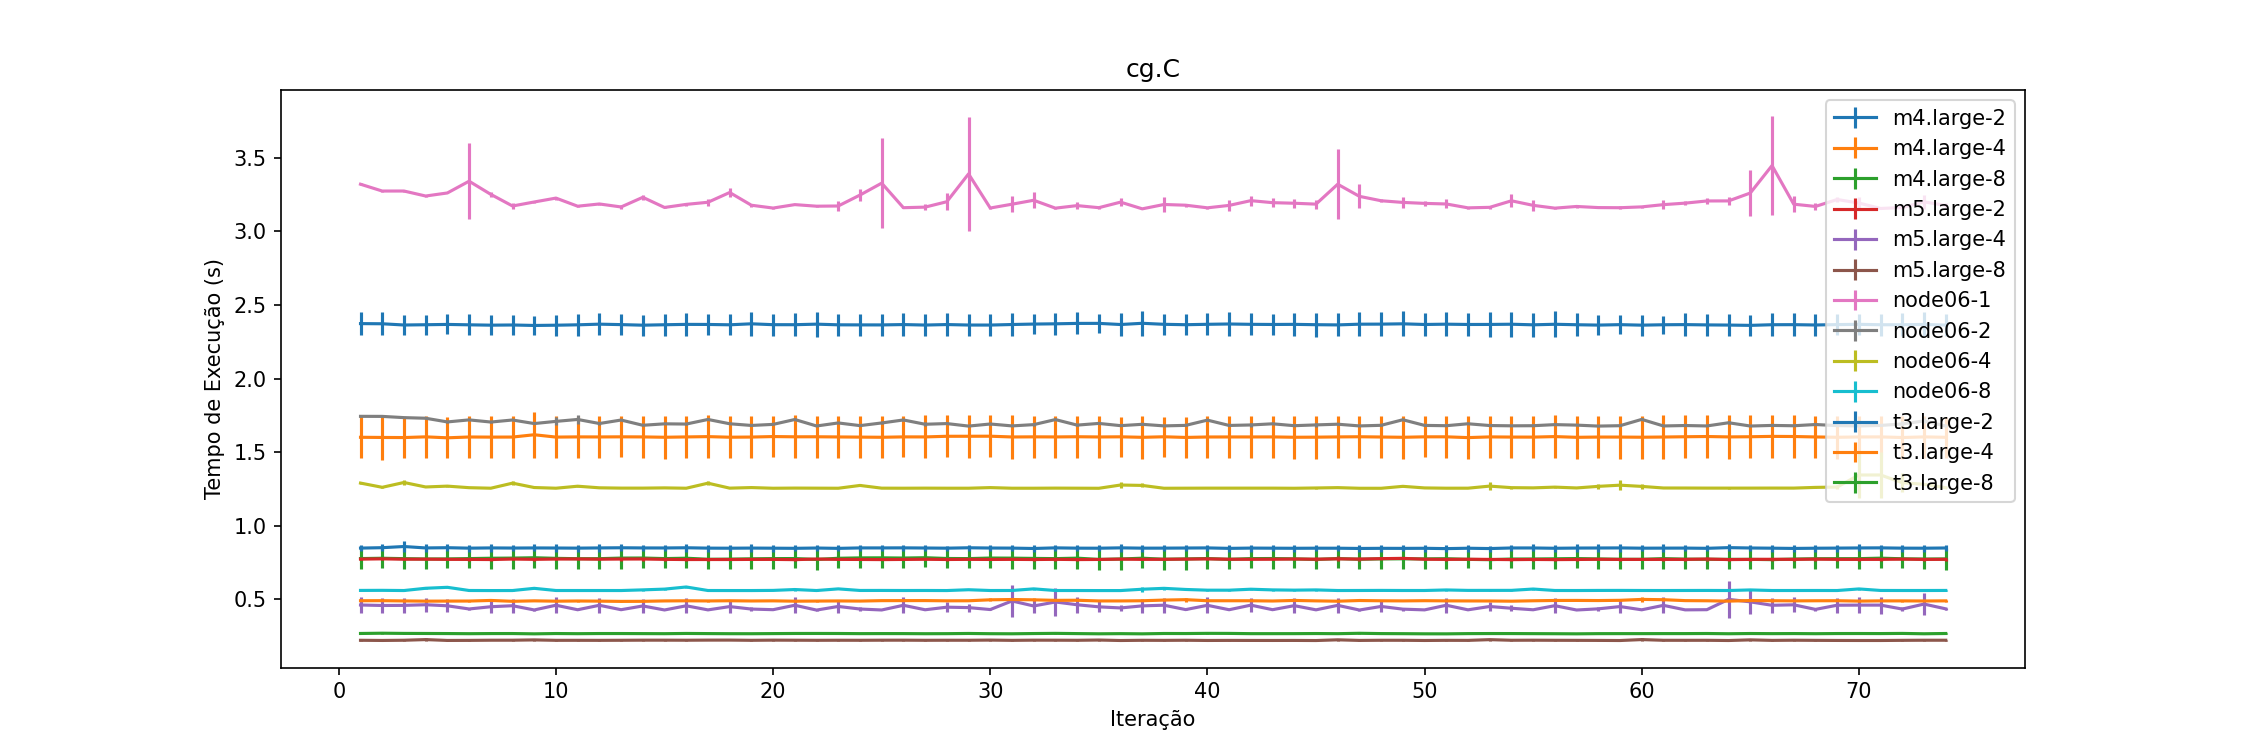 cg.C
Tempo de Execução (s)
3.5
3.0
2.5
2.0
1.5
1.0
0.5
0
10
20
30
40
50
60
70
Iteração
m4.large-2
m4.large-4
m4.large-8
m5.large-2
m5.large-4
m5.large-8
node06-1
node06-2
node06-4
node06-8
t3.large-2
t3.large-4
t3.large-8